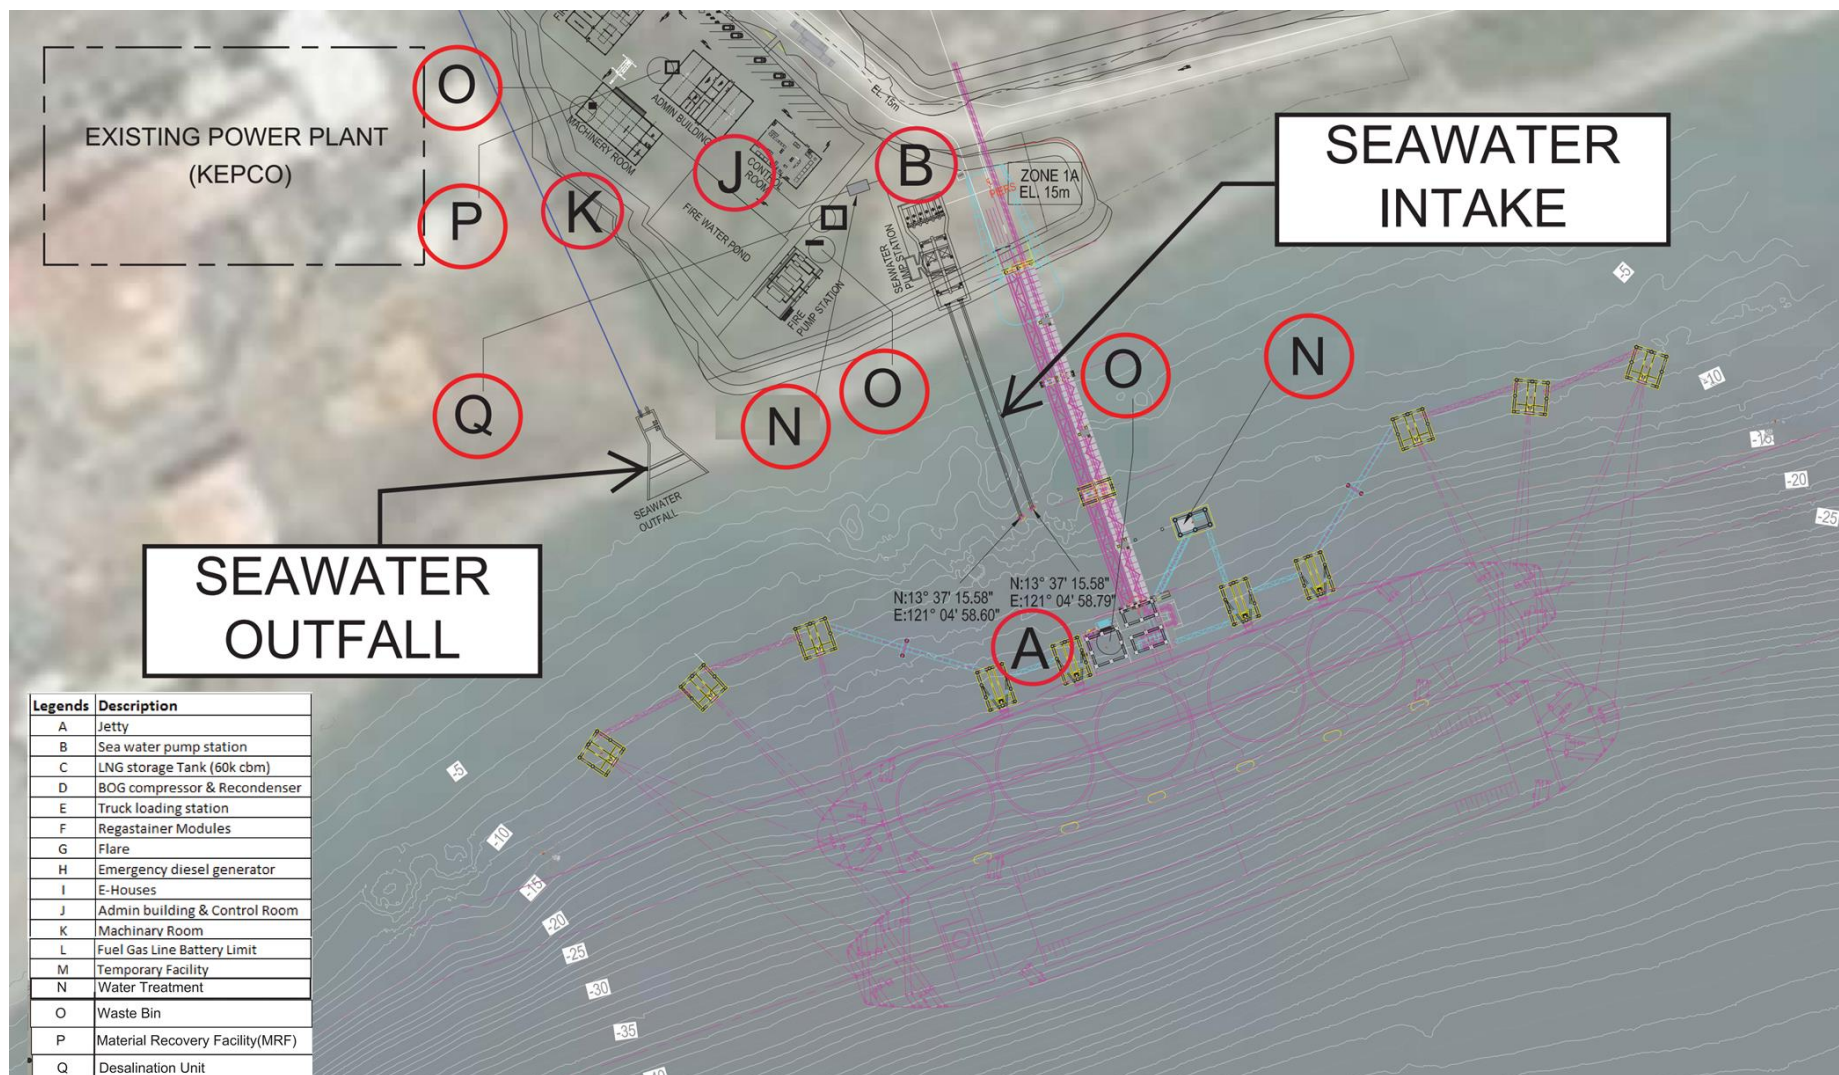 EXISTING POWER PLANT
(KEPCO)
O
P
K
J
B
Q
N
O
O
N
A
ADMIN BUILDING
MACHINERY ROOM
CONTROL
ROOM
FIRE WATER POND
FIRE
PUMP STATION
SEAWATER
PUMP STATION
EL. 15m
ZONE 1A
EL. 15m
PIERS
SEAWATER
INTAKE
SEAWATER
OUTFALL
SEAWATER
OUTFALL
N:13° 37' 15.58"
E:121° 04' 58.60"
N:13° 37' 15.58"
E:121° 04' 58.79"
-5
-10
-20
-25
-5
-10
-15
-20
-25
-30
-35
Legends Description
A Jetty
B Sea water pump station
C LNG storage Tank (60k cbm)
D BOG compressor & Recondenser
E Truck loading station
F Regastainer Modules
G Flare
H Emergency diesel generator
I E-Houses
J Admin building & Control Room
K Machinary Room
L Fuel Gas Line Battery Limit
M Temporary Facility
N Water Treatment
O Waste Bin
P Material Recovery Facility(MRF)
Q Desalination Unit